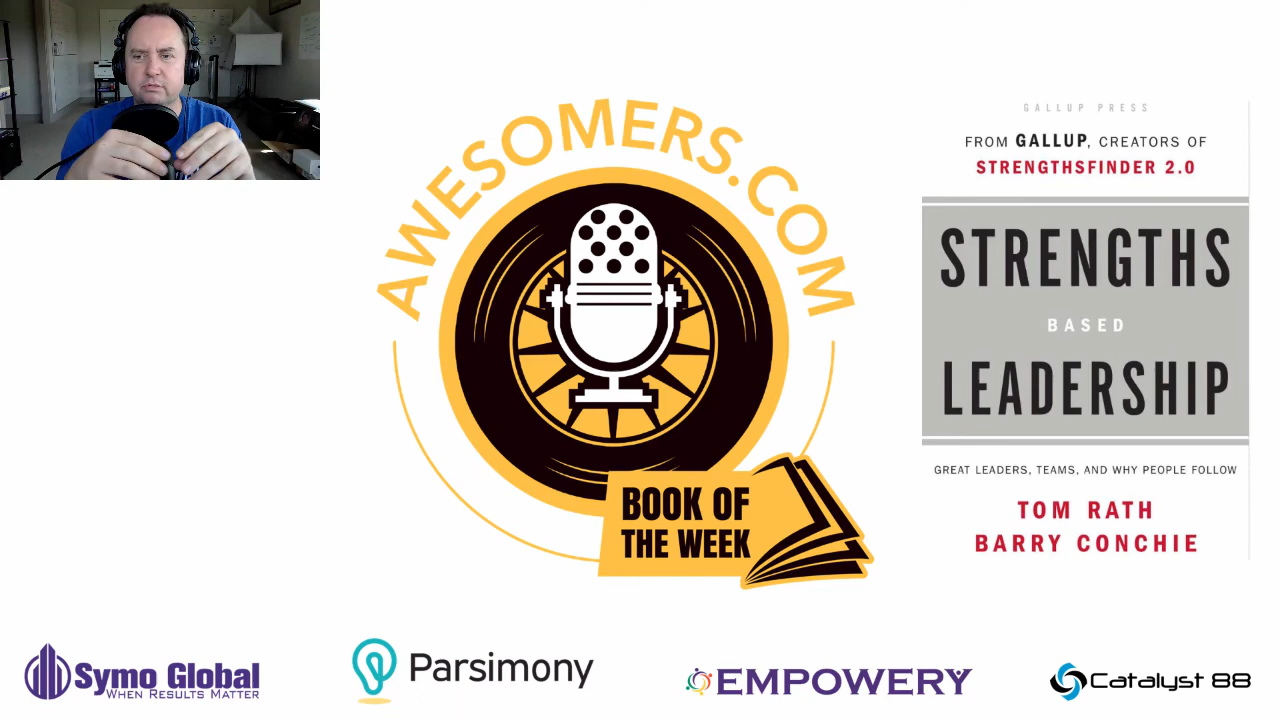 AWESOMERS.COM
BOOK OF
THE WEEK
GALLUP PRESS
FROM GALLUP, CREATORS OF
STRENGTHSFINDER 2.0
STRENGTHS
BASED
LEADERSHIP
GREAT LEADERS, TEAMS, AND WHY PEOPLE FOLLOW
TOM RATH
BARRY CONCHIE
Symo Global
WHEN RESULTS MATTER
Parsimony
EMPOWERY
Catalyst 88